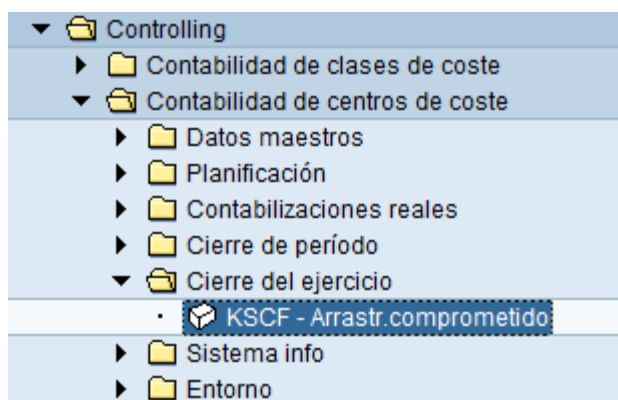 Controlling
Contabilidad de clases de coste
Contabilidad de centros de coste
Datos maestros
Planificación
Contabilizaciones reales
Cierre de período
Cierre del ejercicio
KSCF - Arrastr.comprometido
Sistema info
Entorno